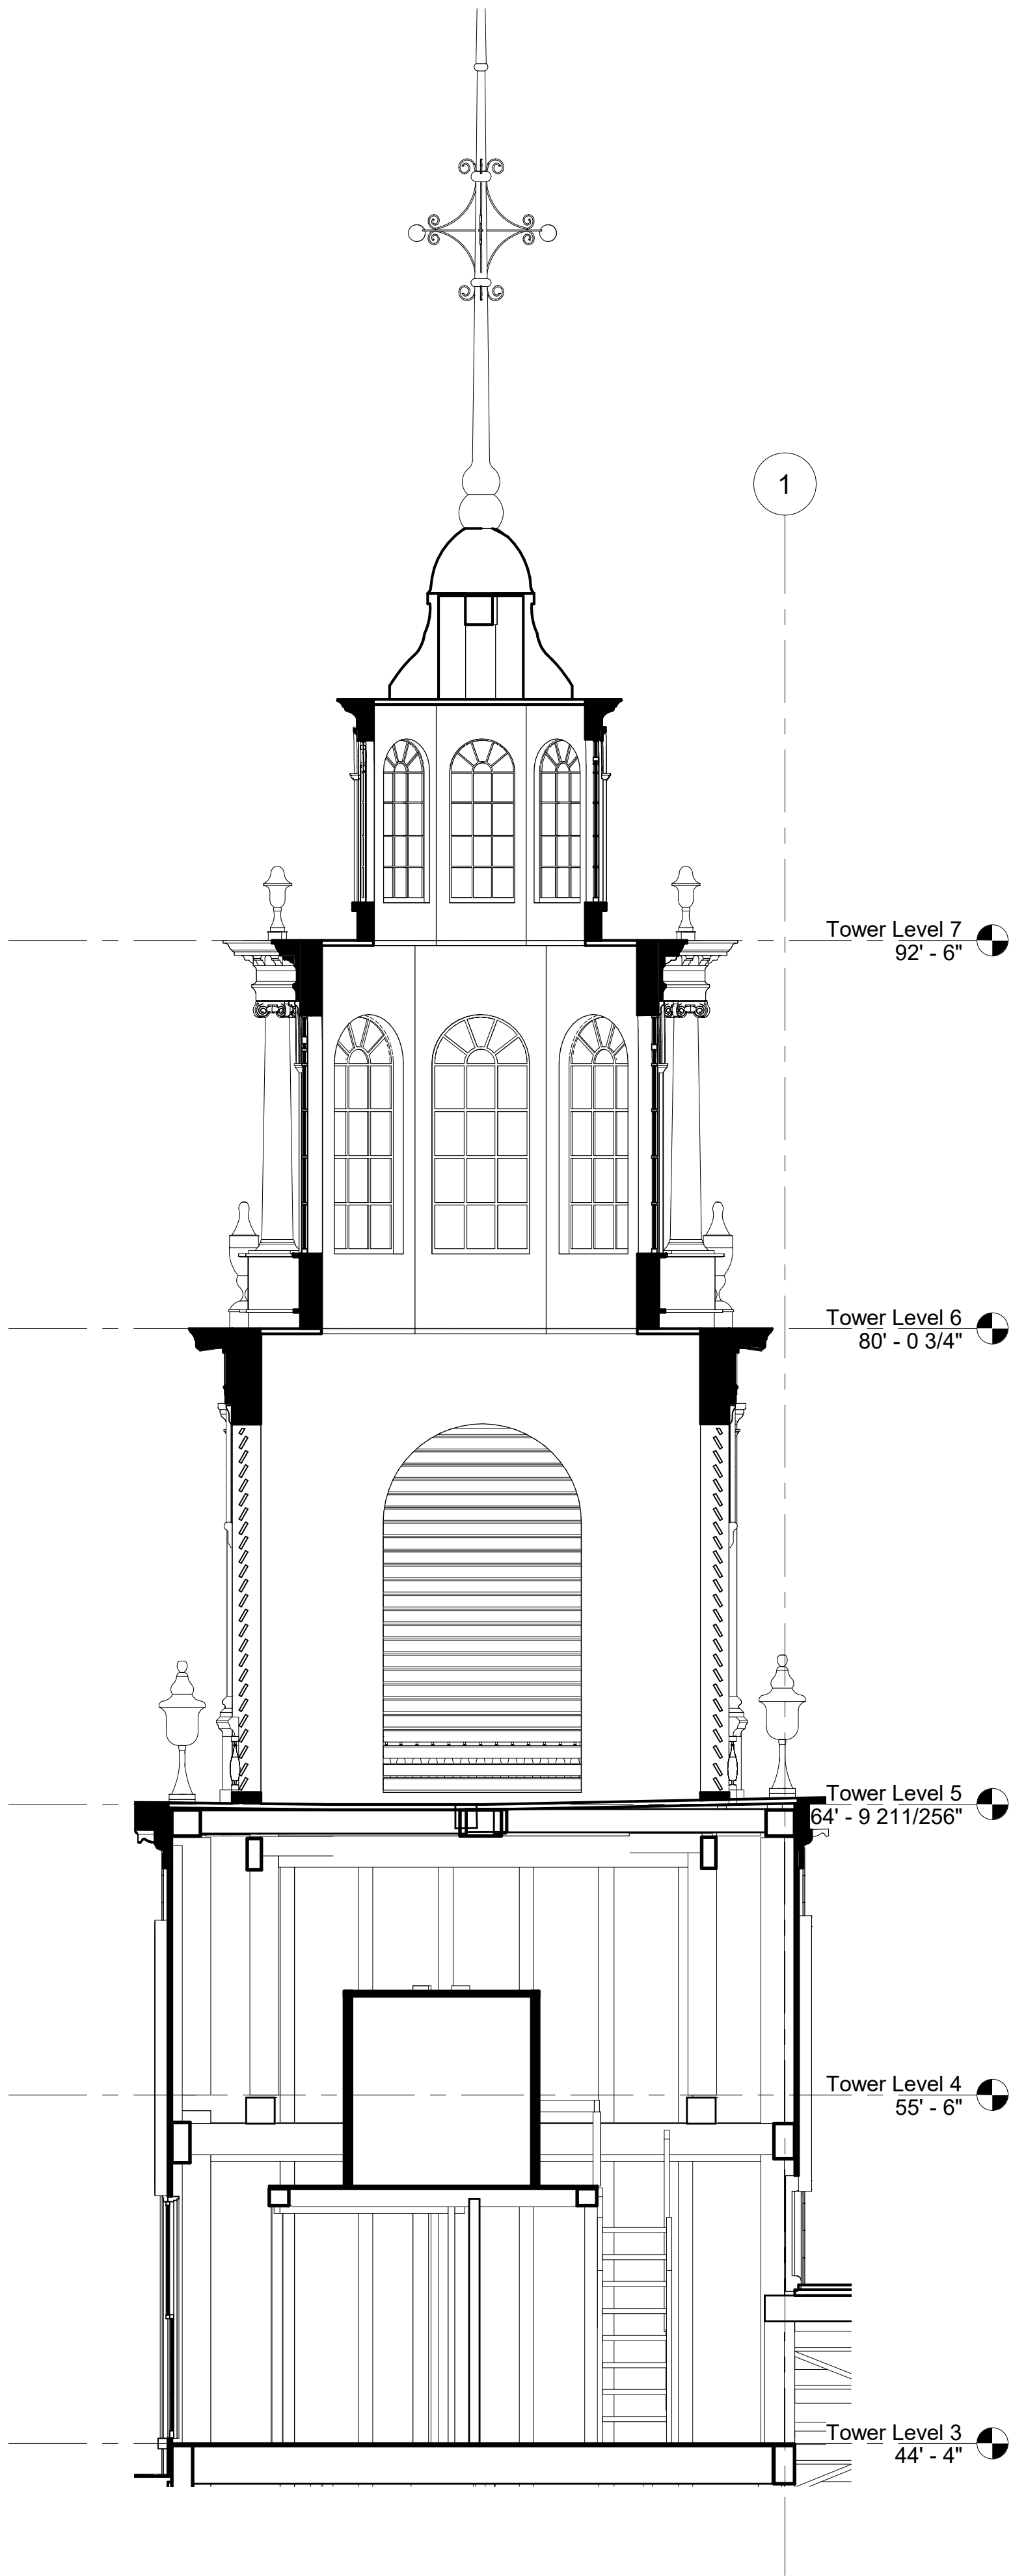 1
Tower Level 7
92' - 6"
Tower Level 6
80' - 0 3/4"
Tower Level 5
64' - 9 211/256"
Tower Level 4
55' - 6"
Tower Level 3
44' - 4"